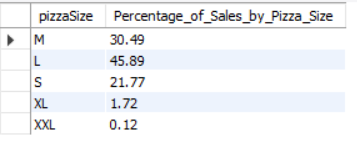 pizzaSize Percentage_of_Sales_by_Pizza_Size
M 30.49
L 45.89
S 21.77
XL 1.72
XXL 0.12